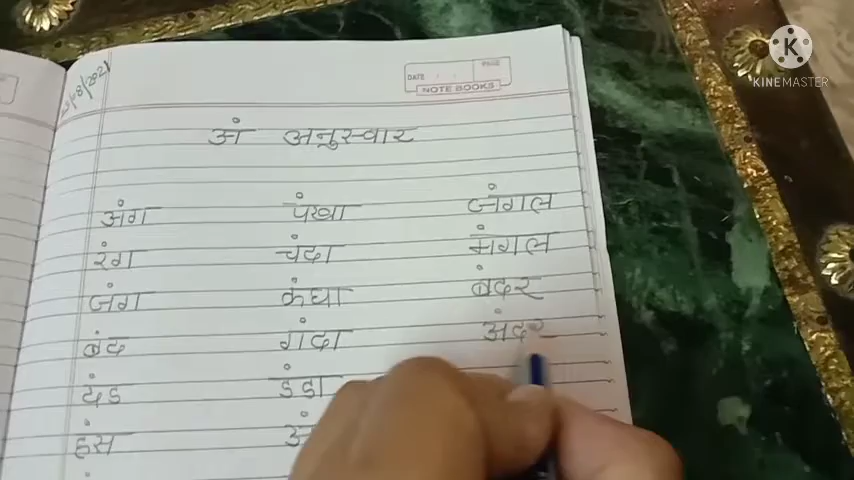 KINEMASTER
DATE PAGE
NOTE BOOKS
अं अनुस्वार
अंग पंखा जंगल
रंग चंदा मंगल
जंग कंघा बंदर
बंद गंदा अंदर
दंड डंडा
हंस